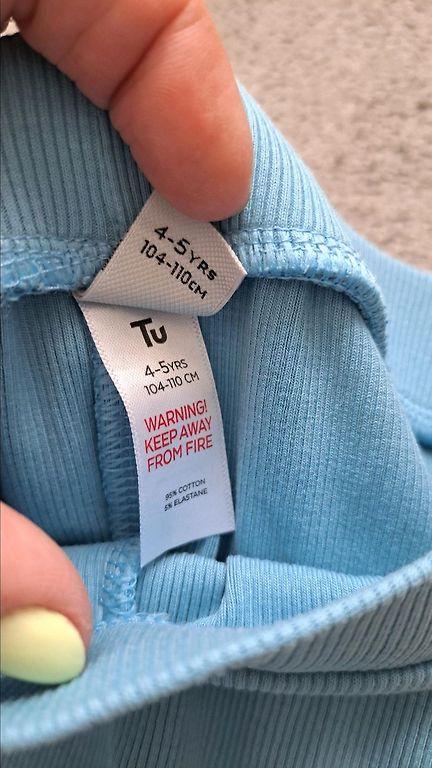 4-5YRS
104-110CM
Tu
4-5YRS
104-110 CM
WARNING!
KEEP AWAY
FROM FIRE
95% COTTON
5% ELASTANE